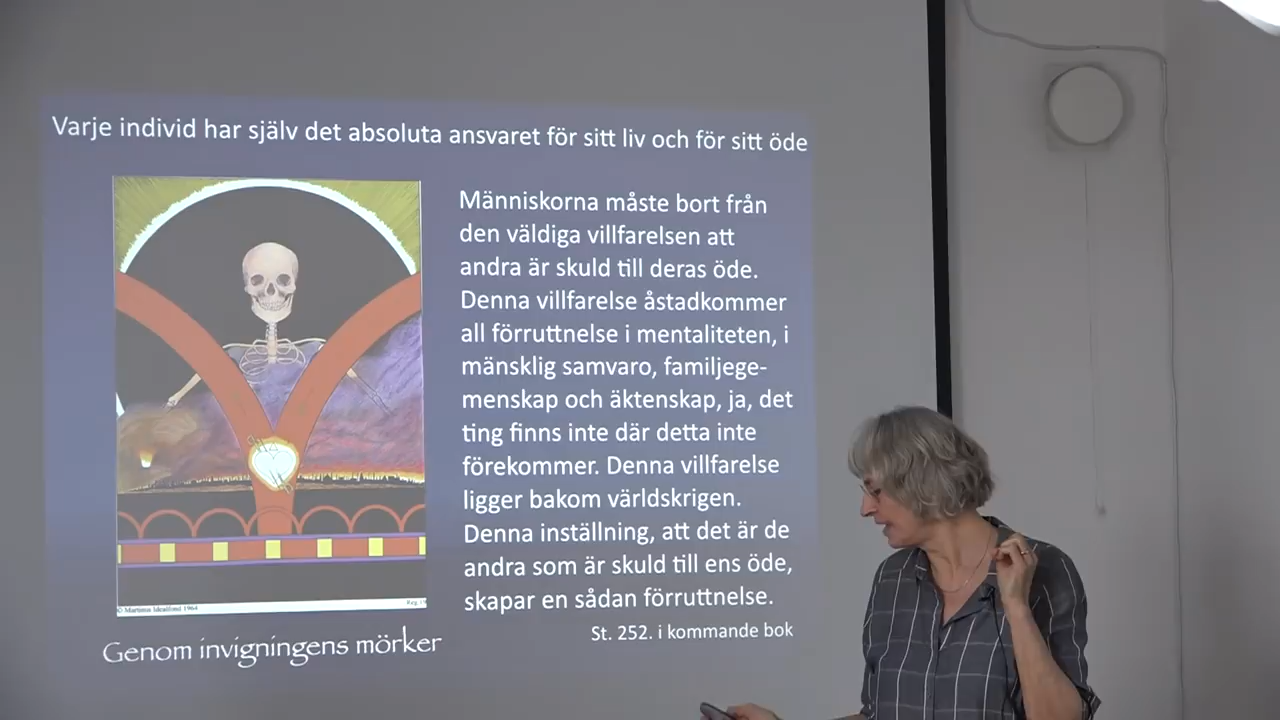 Varje individ har själv det absoluta ansvaret för sitt liv och för sitt öde
Människorna måste bort från
den väldiga villfarelsen att
andra är skuld till deras öde.
Denna villfarelse åstadkommer
all förruttnelse i mentaliteten, i
mänsklig samvaro, familjege-
menskap och äktenskap, ja, det
ting finns inte där detta inte
förekommer. Denna villfarelse
ligger bakom världskrigen.
Denna inställning, att det är de
andra som är skuld till ens öde,
skapar en sådan förruttnelse.
St. 252. i kommande bok
© Martinus Idealfond 1964
Reg.
Genom invigningens mörker